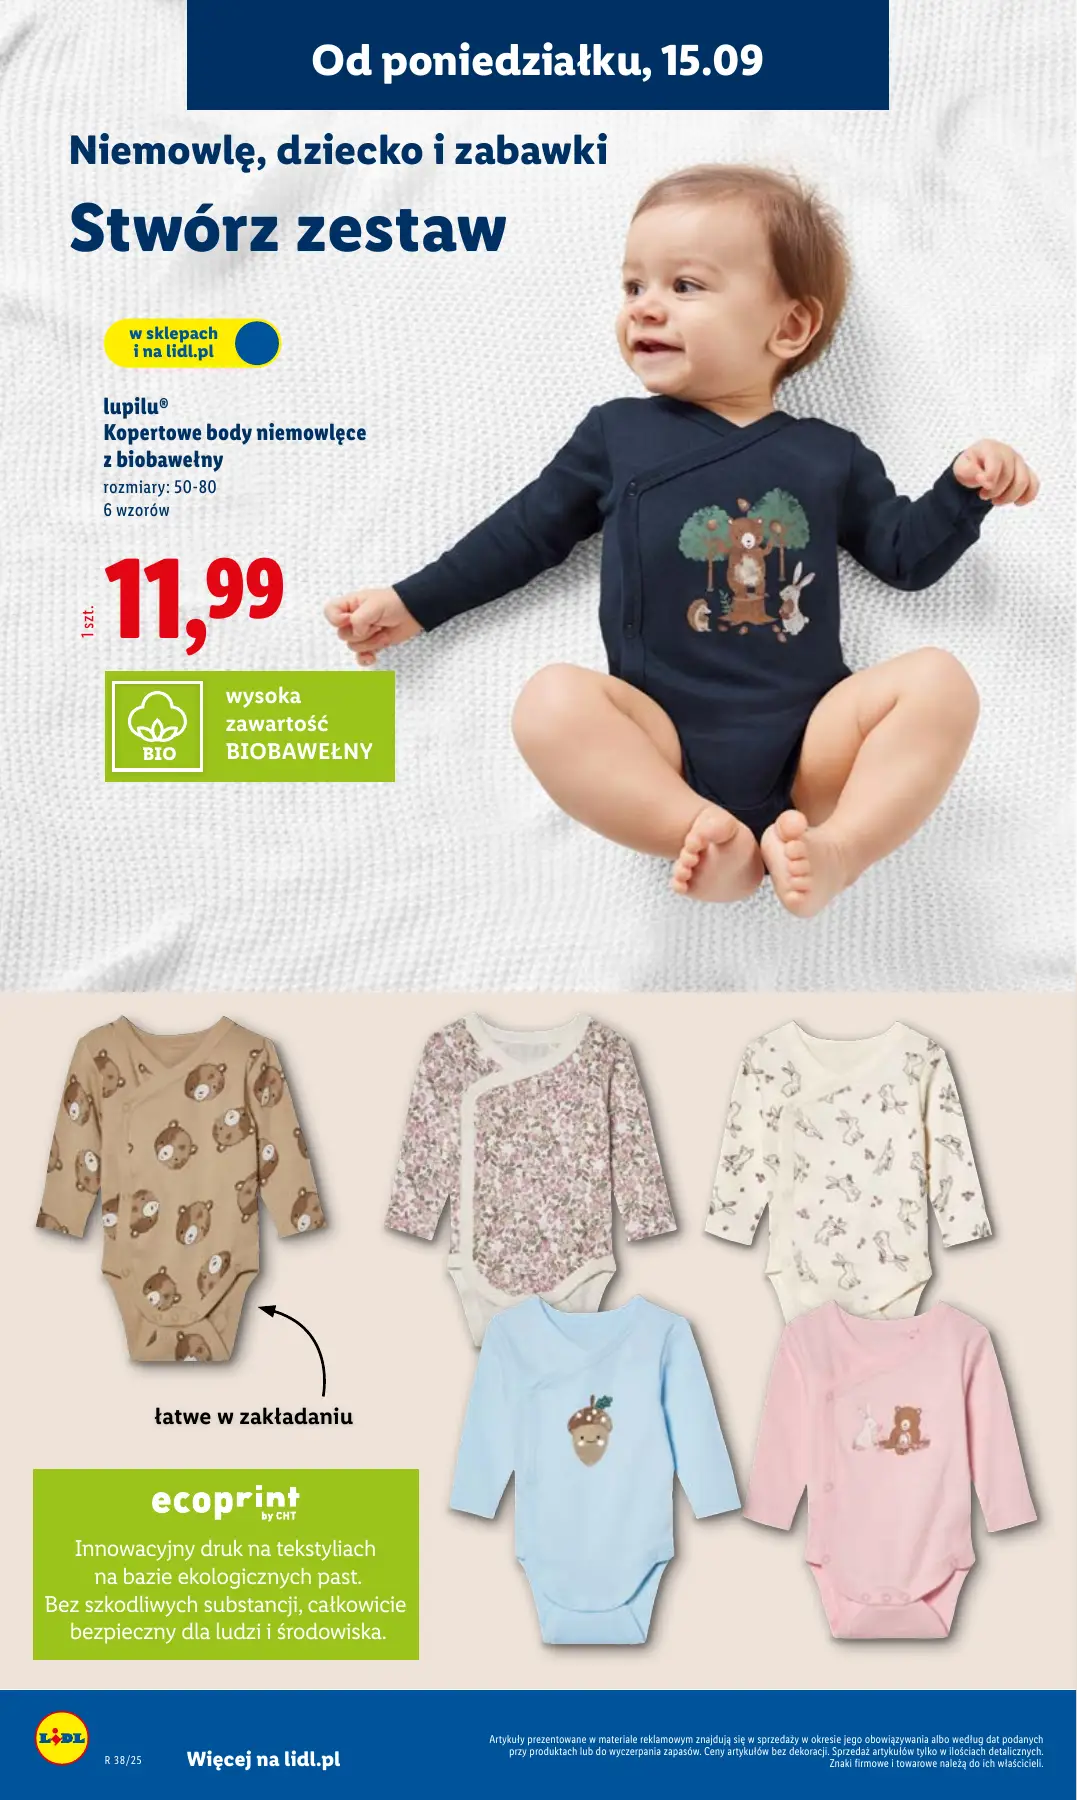 Od poniedziałku, 15.09
Niemowlę, dziecko i zabawki
Stwórz zestaw
w sklepach
i na lidl.pl
lupilu®
Kopertowe body niemowlęce
z biobawełny
rozmiary: 50-80
6 wzorów
1 szt.
11,99
BIO
wysoka
zawartość
BIOBAWEŁNY
łatwe w zakładaniu
ecoprint
by CHT
Innowacyjny druk na tekstyliach
na bazie ekologicznych past.
Bez szkodliwych substancji, całkowicie
bezpieczny dla ludzi i środowiska.
LIDL
R 38/25
Więcej na lidl.pl
Artykuły prezentowane w materiale reklamowym znajdują się w sprzedaży w okresie jego obowiązywania albo według dat podanych
przy produktach lub do wyczerpania zapasów. Ceny artykułów bez dekoracji. Sprzedaż artykułów tylko w ilościach detalicznych.
Znaki firmowe i towarowe należą do ich właścicieli.